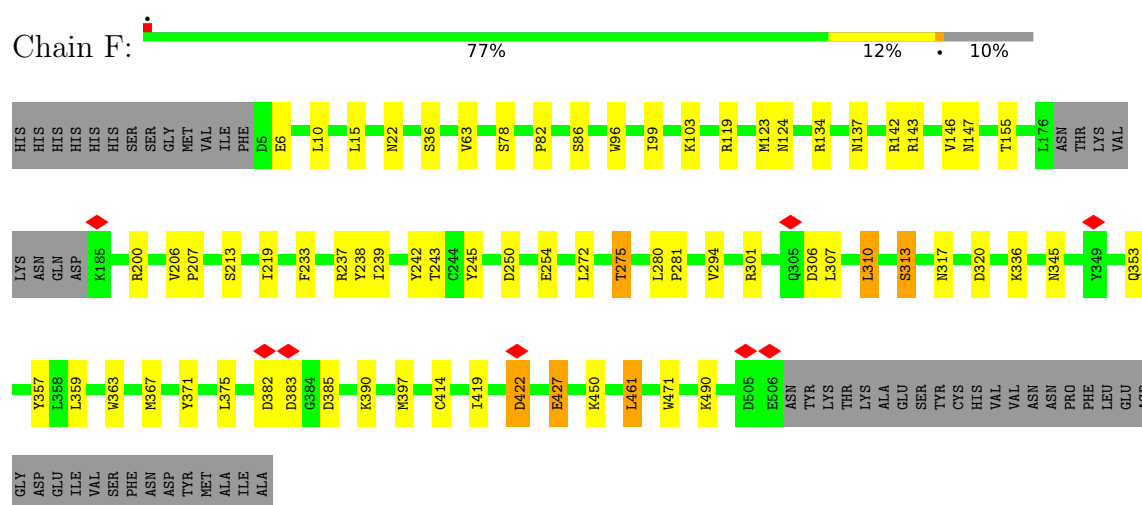 Chain F:
77% 12% • 10%
HIS HIS HIS HIS HIS HIS SER SER GLY MET VAL ILE PHE D5 E6 L10 L15 N22 S36 V63 S78 P82 S86 W96 I99 K103 R119 M123 N124 R134 N137 R142 R143 V146 N147 T155 L176 ASN THR LYS VAL
LYS ASN GLN ASP K185 R200 V206 P207 S213 I219 F233 R237 Y238 I239 Y242 T243 C244 Y245 D250 E254 L272 T275 L280 P281 V294 R301 Q305 D306 L307 L310 S313 N317 D320 K336 N345 Y349 Q353
Y357 L358 L359 W363 M367 Y371 L375 D382 D383 G384 D385 K390 M397 C414 I419 D422 E427 K450 L461 W471 K490 D505 E506 ASN TYR LYS THR LYS ALA GLU SER TYR CYS HIS VAL VAL ASN ASN PRO PHE LEU GLU ASP
GLY ASP GLU ILE VAL SER PHE ASN ASP TYR MET ALA ILE ALA